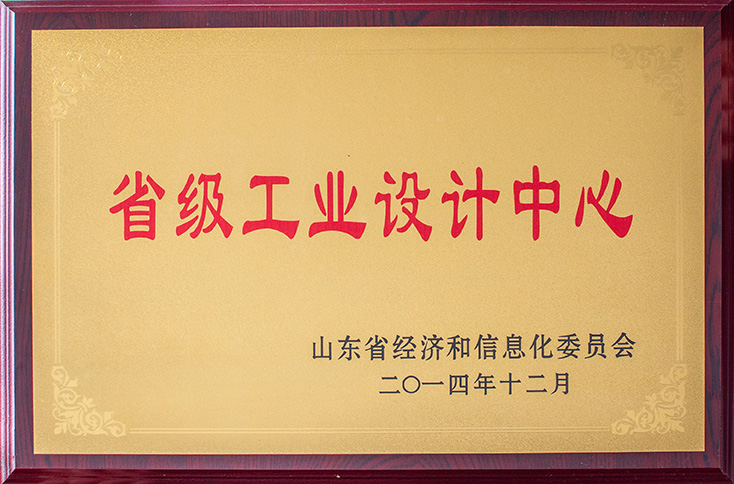 省级工业设计中心
山东省经济和信息化委员会
二〇一四年十二月